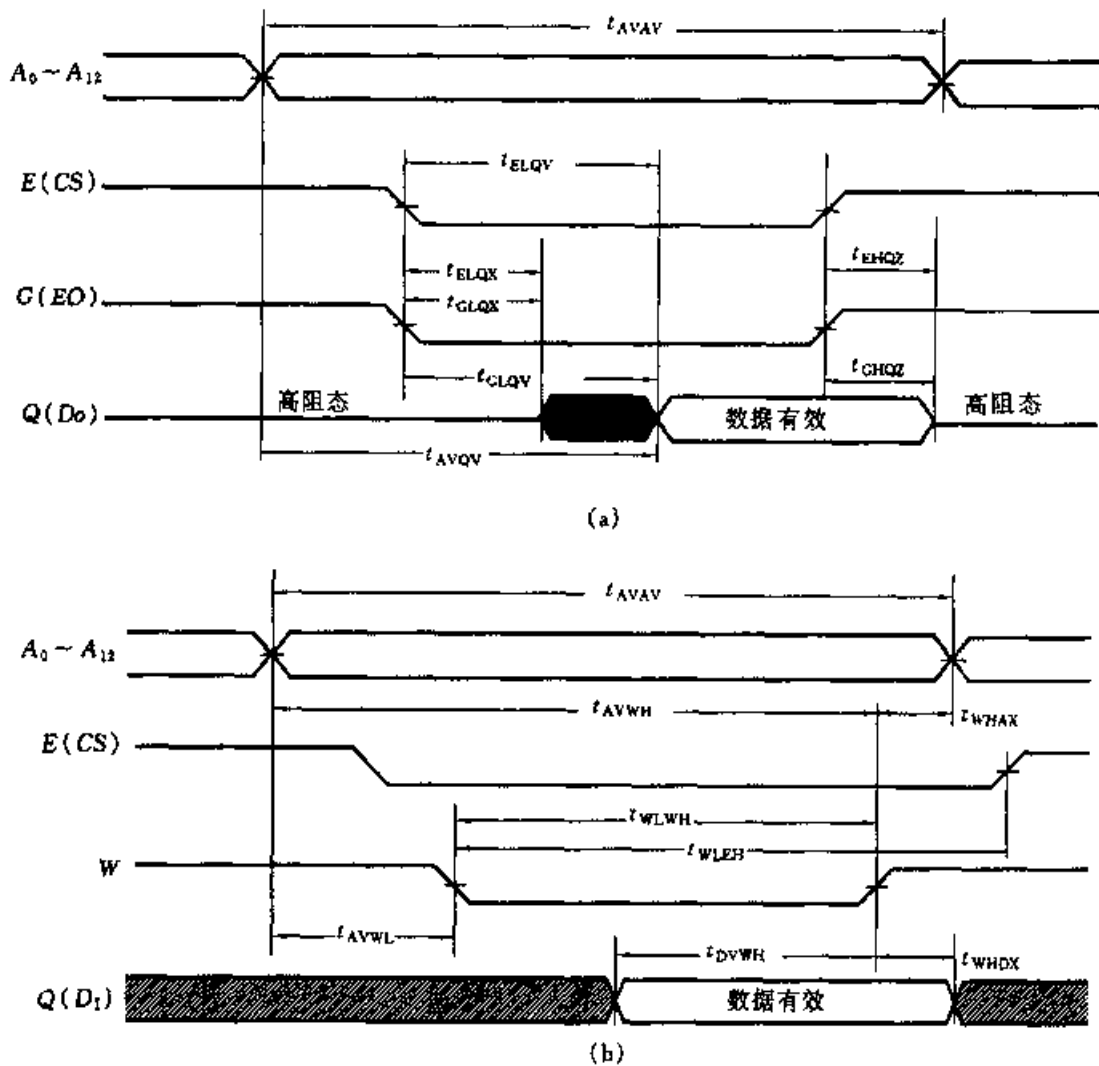 t_AVAV
A₀~A₁₂
E(CS)
t_ELQV
t_ELQX
t_EHQZ
G(EO)
t_GLQX
t_GLQV
t_GHQZ
Q(Do)
高阻态
数据有效
高阻态
t_AVQV
(a)
t_AVAV
A₀~A₁₂
t_AVWH
t_WHAX
E(CS)
t_WLWH
t_WLEH
W
t_AVWL
t_DVWH
t_WHDX
Q(D₁)
数据有效
(b)